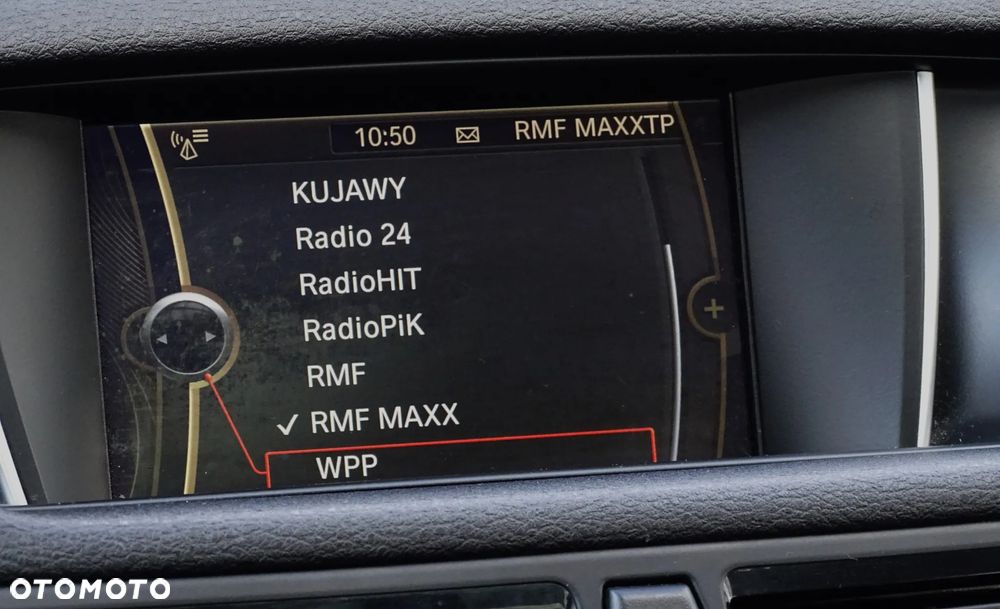 10:50 RMF MAXXTP
KUJAWY
Radio 24
RadioHIT
RadioPiK
RMF
✓ RMF MAXX
WPP
OTOMOTO